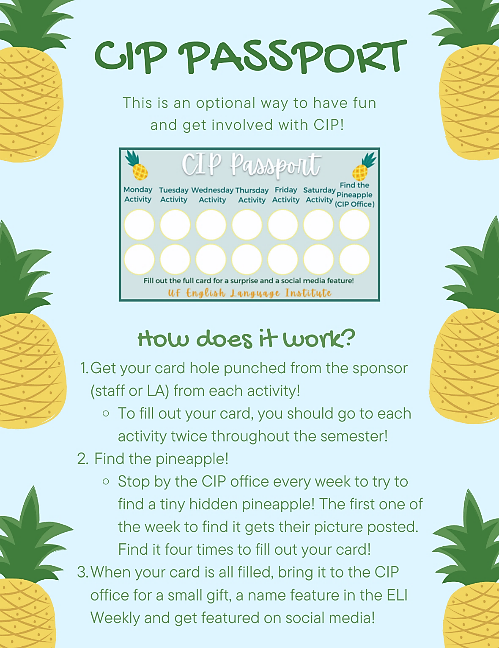 CIP PASSPORT
This is an optional way to have fun
and get involved with CIP!
CIP Passport
Monday Activity
Tuesday Activity
Wednesday Activity
Thursday Activity
Friday Activity
Saturday Activity
Find the Pineapple (CIP Office)
Fill out the full card for a surprise and a social media feature!
UF English Language Institute
How does it work?
1. Get your card hole punched from the sponsor
(staff or LA) from each activity!
○ To fill out your card, you should go to each
activity twice throughout the semester!
2. Find the pineapple!
○ Stop by the CIP office every week to try to
find a tiny hidden pineapple! The first one of
the week to find it gets their picture posted.
Find it four times to fill out your card!
3. When your card is all filled, bring it to the CIP
office for a small gift, a name feature in the ELI
Weekly and get featured on social media!